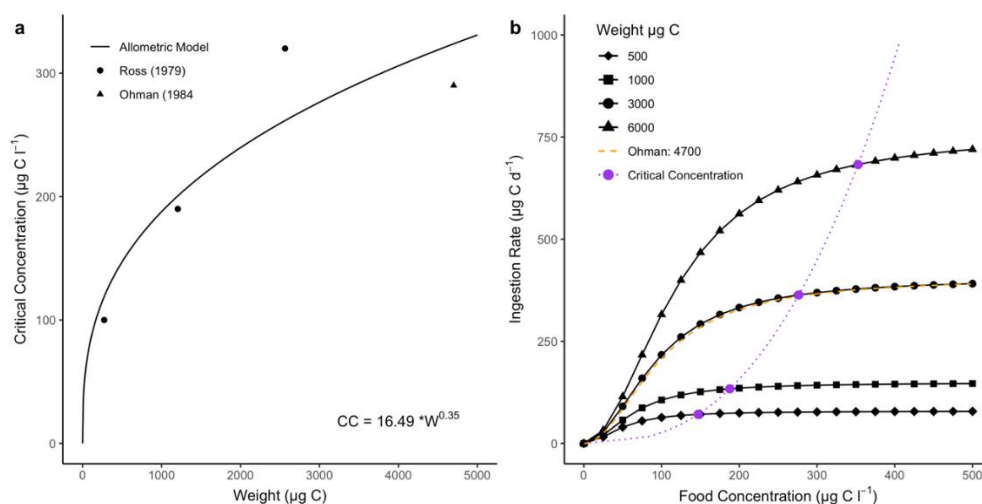 a
Allometric Model
Ross (1979)
Ohman (1984
Critical Concentration (µg C l⁻¹)
300
200
100
0
CC = 16.49 *W^0.35
0 1000 2000 3000 4000 5000
Weight (µg C)
b
Weight µg C
500
1000
3000
6000
Ohman: 4700
Critical Concentration
Ingestion Rate (µg C d⁻¹)
1000
750
500
250
0
0 100 200 300 400 500
Food Concentration (µg C l⁻¹)